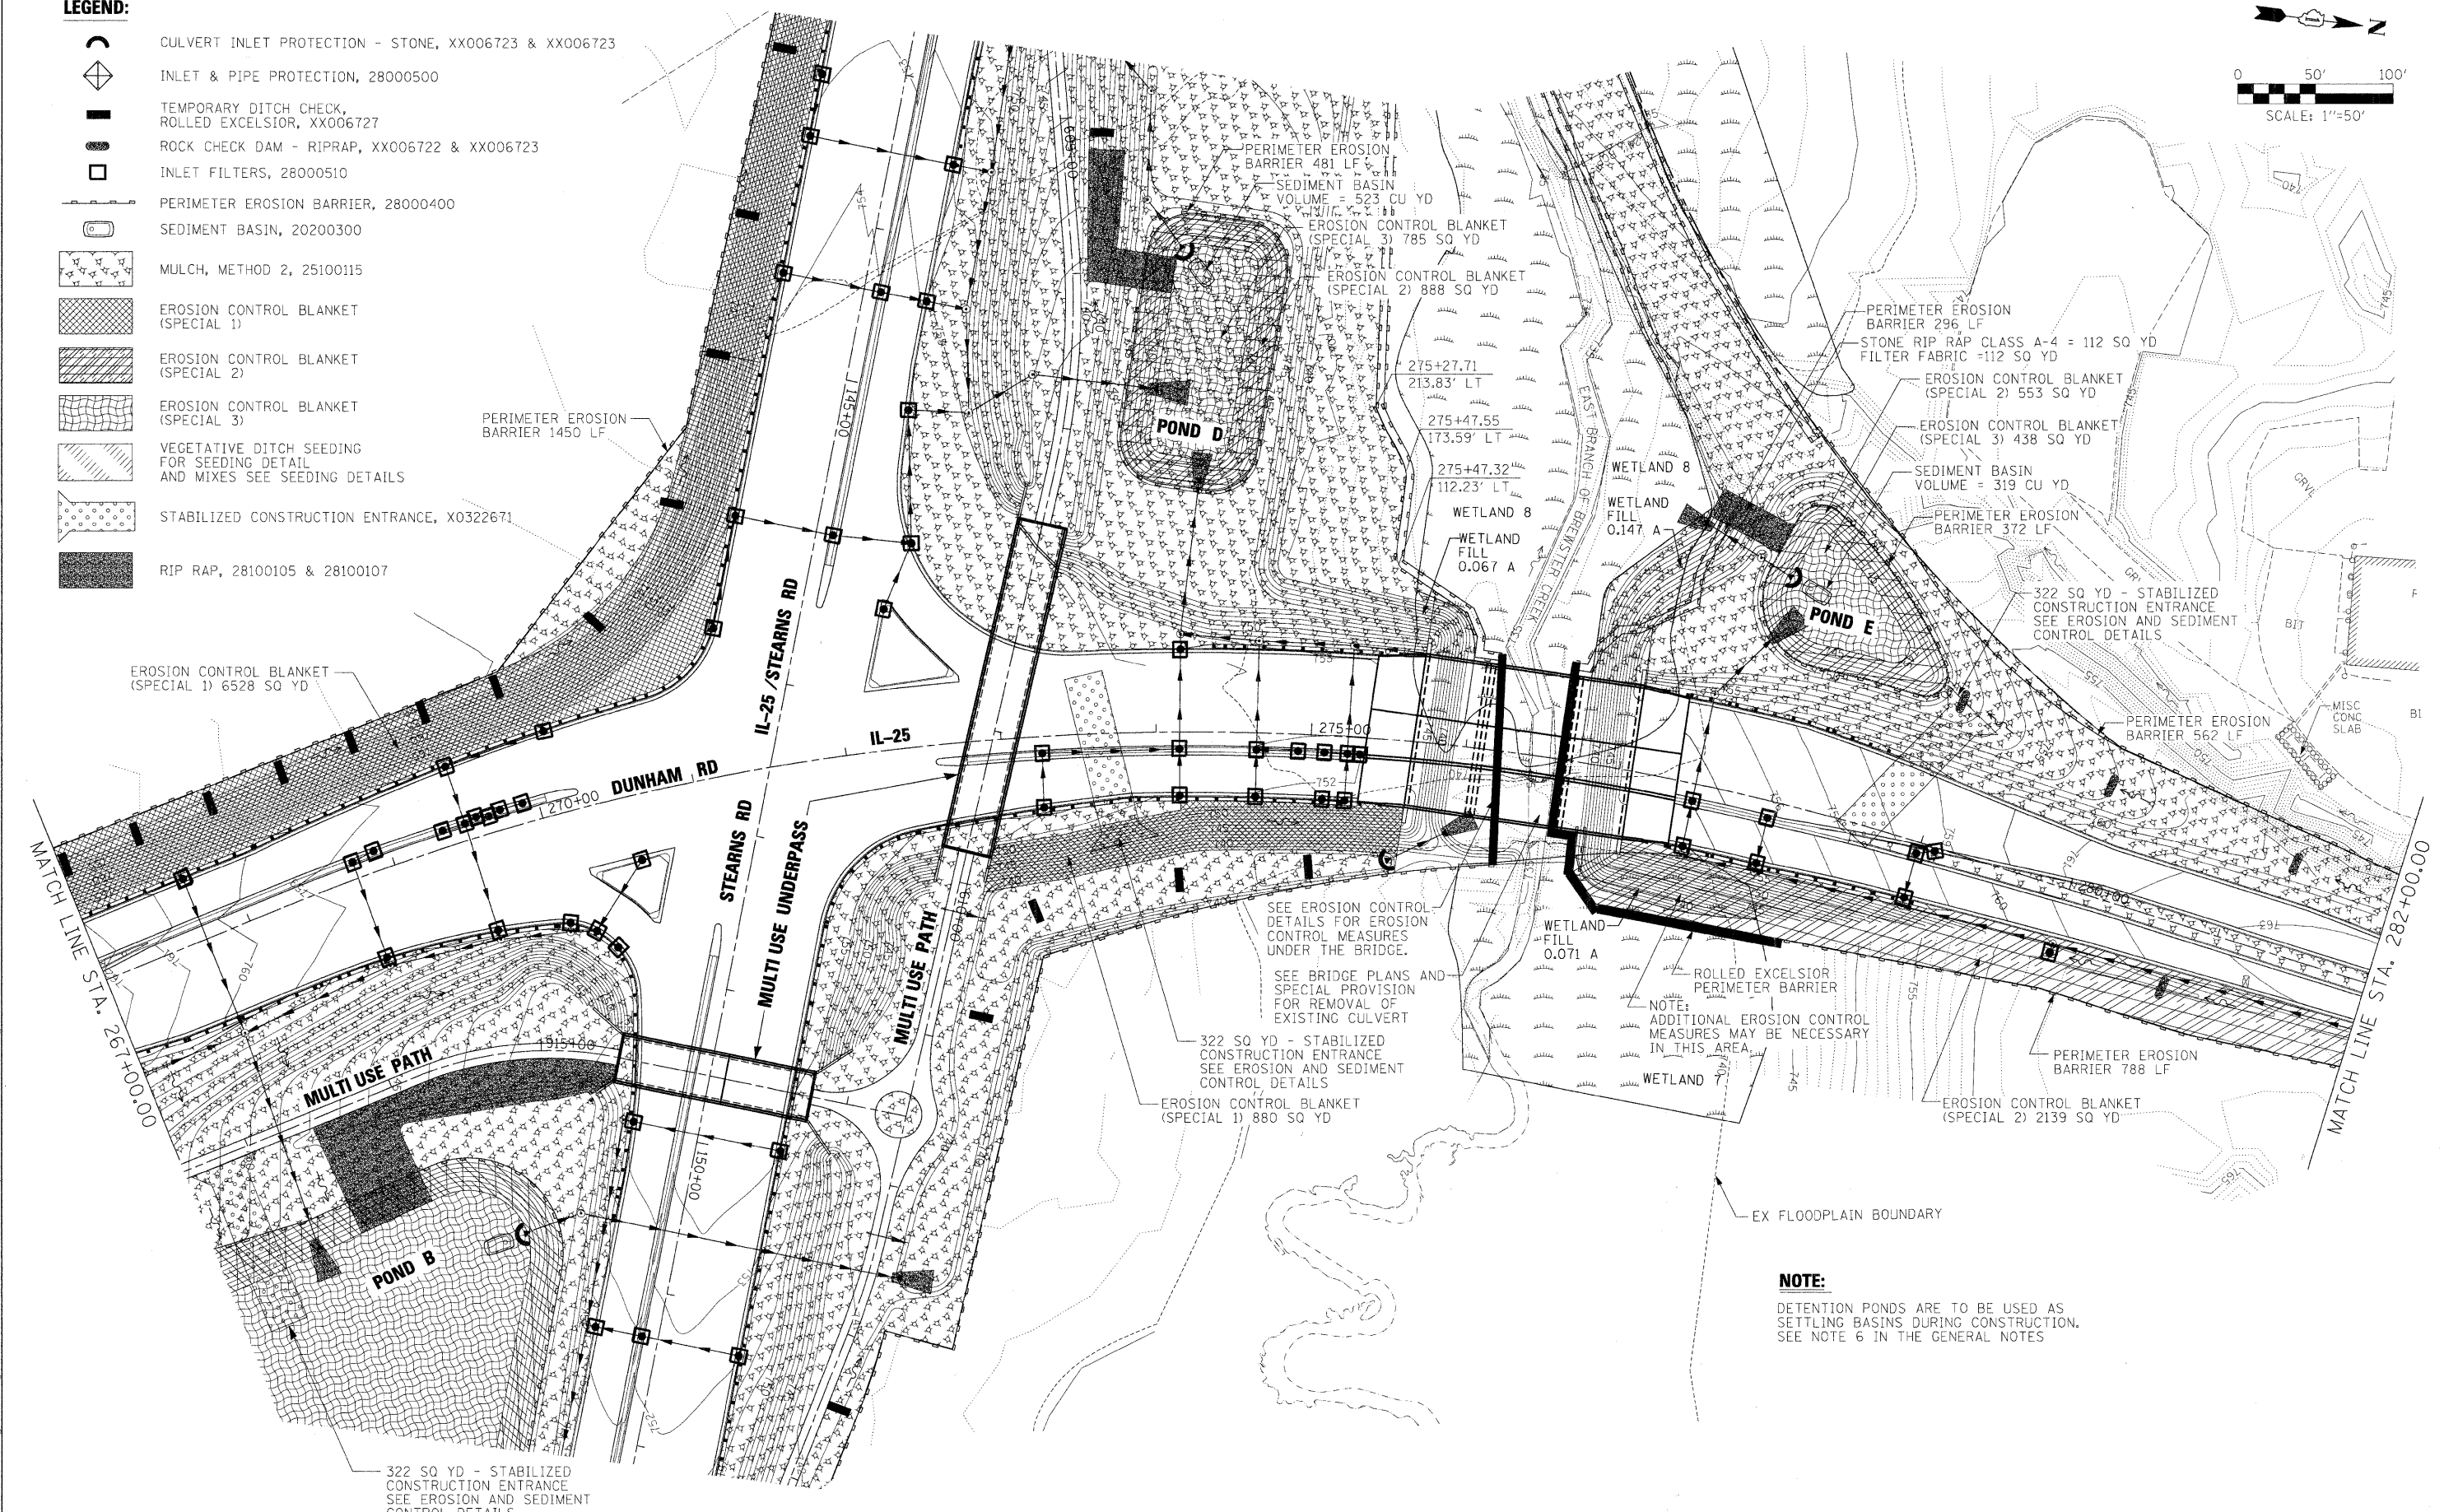 LEGEND:
CULVERT INLET PROTECTION - STONE, XX006723 & XX006723
INLET & PIPE PROTECTION, 28000500
TEMPORARY DITCH CHECK,
ROLLED EXCELSIOR, XX006727
ROCK CHECK DAM - RIPRAP, XX006722 & XX006723
INLET FILTERS, 28000510
PERIMETER EROSION BARRIER, 28000400
SEDIMENT BASIN, 20200300
MULCH, METHOD 2, 25100115
EROSION CONTROL BLANKET
(SPECIAL 1)
EROSION CONTROL BLANKET
(SPECIAL 2)
EROSION CONTROL BLANKET
(SPECIAL 3)
VEGETATIVE DITCH SEEDING
FOR SEEDING DETAIL
AND MIXES SEE SEEDING DETAILS
STABILIZED CONSTRUCTION ENTRANCE, X0322671
RIP RAP, 28100105 & 28100107
N
0 50' 100'
SCALE: 1"=50'
PERIMETER EROSION
BARRIER 481 LF
SEDIMENT BASIN
VOLUME = 523 CU YD
EROSION CONTROL BLANKET
(SPECIAL 3) 785 SQ YD
EROSION CONTROL BLANKET
(SPECIAL 2) 888 SQ YD
275+27.71
213.83' LT
275+47.55
173.59' LT
275+47.32
112.23' LT
WETLAND 8
WETLAND
FILL
0.067 A
EAST BRANCH OF BREWSTER CREEK
WETLAND 8
WETLAND
FILL
0.147 A
PERIMETER EROSION
BARRIER 296 LF
STONE RIP RAP CLASS A-4 = 112 SQ YD
FILTER FABRIC =112 SQ YD
EROSION CONTROL BLANKET
(SPECIAL 2) 553 SQ YD
EROSION CONTROL BLANKET
(SPECIAL 3) 438 SQ YD
SEDIMENT BASIN
VOLUME = 319 CU YD
PERIMETER EROSION
BARRIER 372 LF
322 SQ YD - STABILIZED
CONSTRUCTION ENTRANCE
SEE EROSION AND SEDIMENT
CONTROL DETAILS
BIT
MISC
CONC
SLAB
PERIMETER EROSION
BARRIER 562 LF
POND D
POND E
PERIMETER EROSION
BARRIER 1450 LF
EROSION CONTROL BLANKET
(SPECIAL 1) 6528 SQ YD
145+00
IL-25 /STEARNS RD
IL-25
275+00
DUNHAM RD
270+00
STEARNS RD
MULTI USE UNDERPASS
MULTI USE PATH
MATCH LINE STA. 267+00.00
MATCH LINE STA. 282+00.00
280+00
915+00
MULTI USE PATH
150+00
POND B
SEE EROSION CONTROL
DETAILS FOR EROSION
CONTROL MEASURES
UNDER THE BRIDGE.
SEE BRIDGE PLANS AND
SPECIAL PROVISION
FOR REMOVAL OF
EXISTING CULVERT
322 SQ YD - STABILIZED
CONSTRUCTION ENTRANCE
SEE EROSION AND SEDIMENT
CONTROL DETAILS
EROSION CONTROL BLANKET
(SPECIAL 1) 880 SQ YD
WETLAND
FILL
0.071 A
ROLLED EXCELSIOR
PERIMETER BARRIER
NOTE:
ADDITIONAL EROSION CONTROL
MEASURES MAY BE NECESSARY
IN THIS AREA.
WETLAND 7
PERIMETER EROSION
BARRIER 788 LF
EROSION CONTROL BLANKET
(SPECIAL 2) 2139 SQ YD
EX FLOODPLAIN BOUNDARY
NOTE:
DETENTION PONDS ARE TO BE USED AS
SETTLING BASINS DURING CONSTRUCTION.
SEE NOTE 6 IN THE GENERAL NOTES
322 SQ YD - STABILIZED
CONSTRUCTION ENTRANCE
SEE EROSION AND SEDIMENT
CONTROL DETAILS